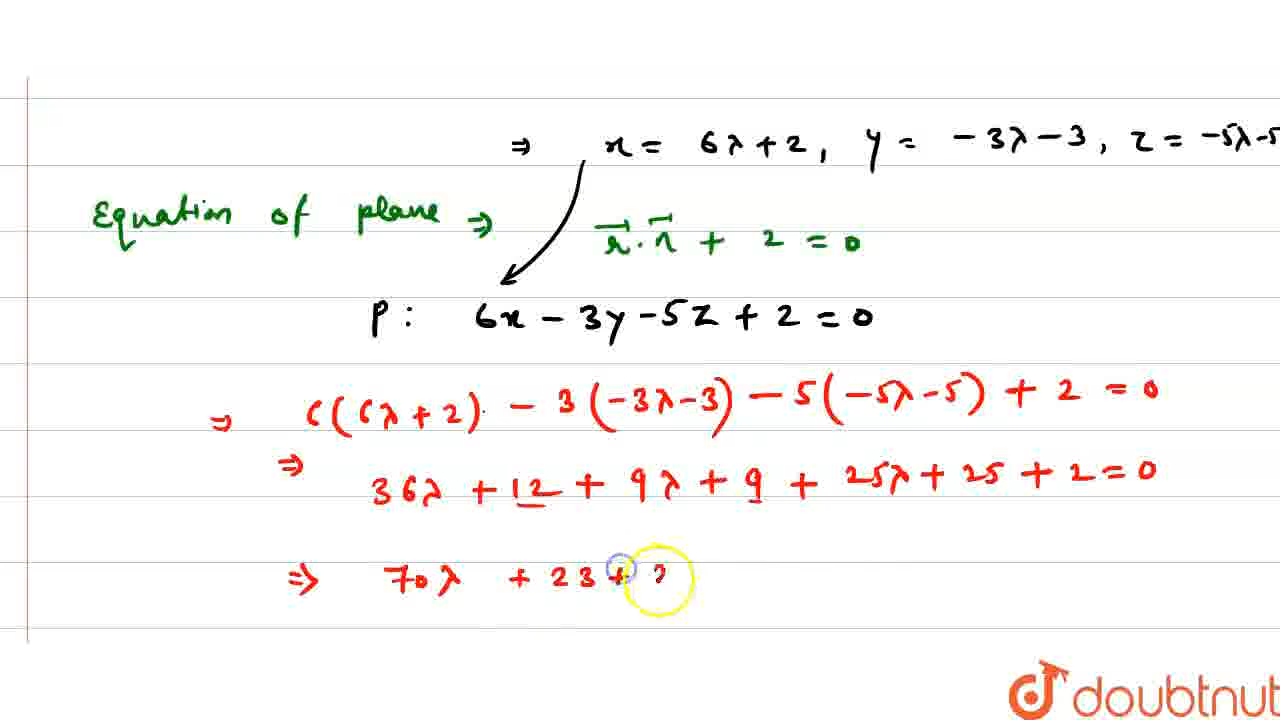 ⇒ x = 6λ+2, y = -3λ-3, z = -5λ-5
Equation of plane ⇒ r⃗.n⃗ + 2 = 0
P: 6x - 3y - 5z + 2 = 0
⇒ 6(6λ+2) - 3(-3λ-3) - 5(-5λ-5) + 2 = 0
⇒ 36λ + 12 + 9λ + 9 + 25λ + 25 + 2 = 0
⇒ 70λ + 23 +
doubtnut